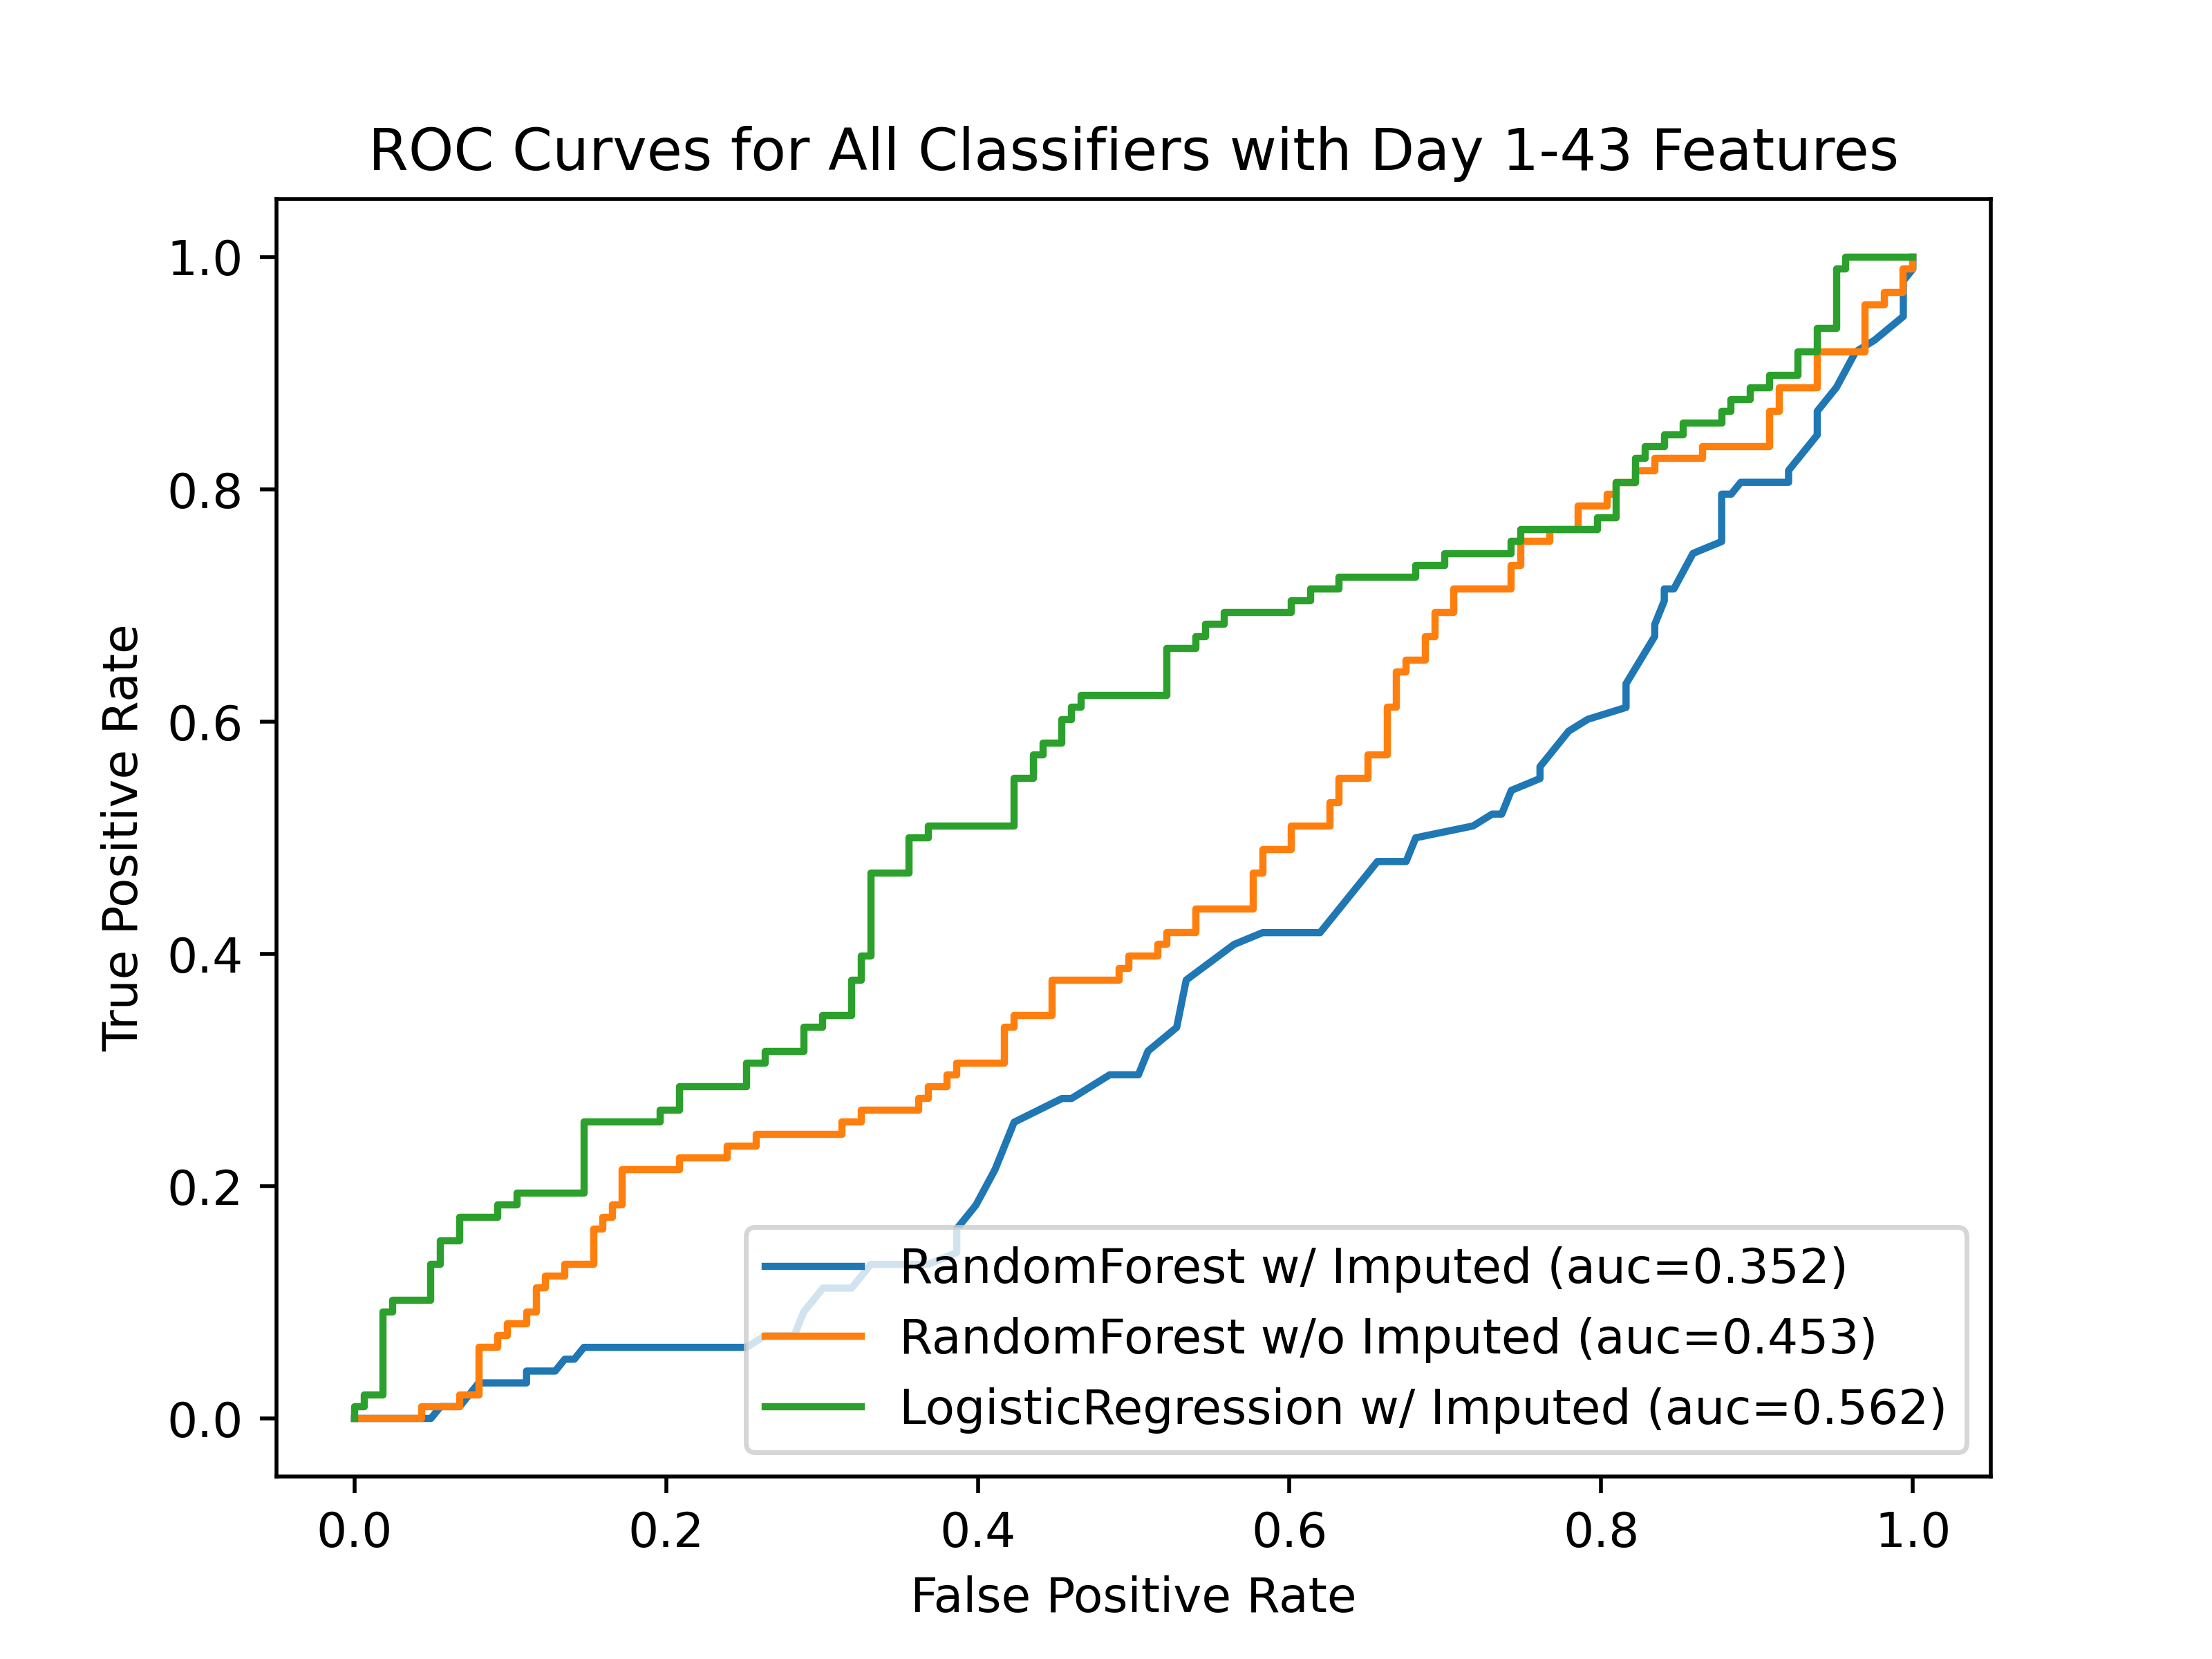 ROC Curves for All Classifiers with Day 1-43 Features
True Positive Rate
1.0
0.8
0.6
0.4
0.2
0.0
RandomForest w/ Imputed (auc=0.352)
RandomForest w/o Imputed (auc=0.453)
LogisticRegression w/ Imputed (auc=0.562)
0.0 0.2 0.4 0.6 0.8 1.0
False Positive Rate